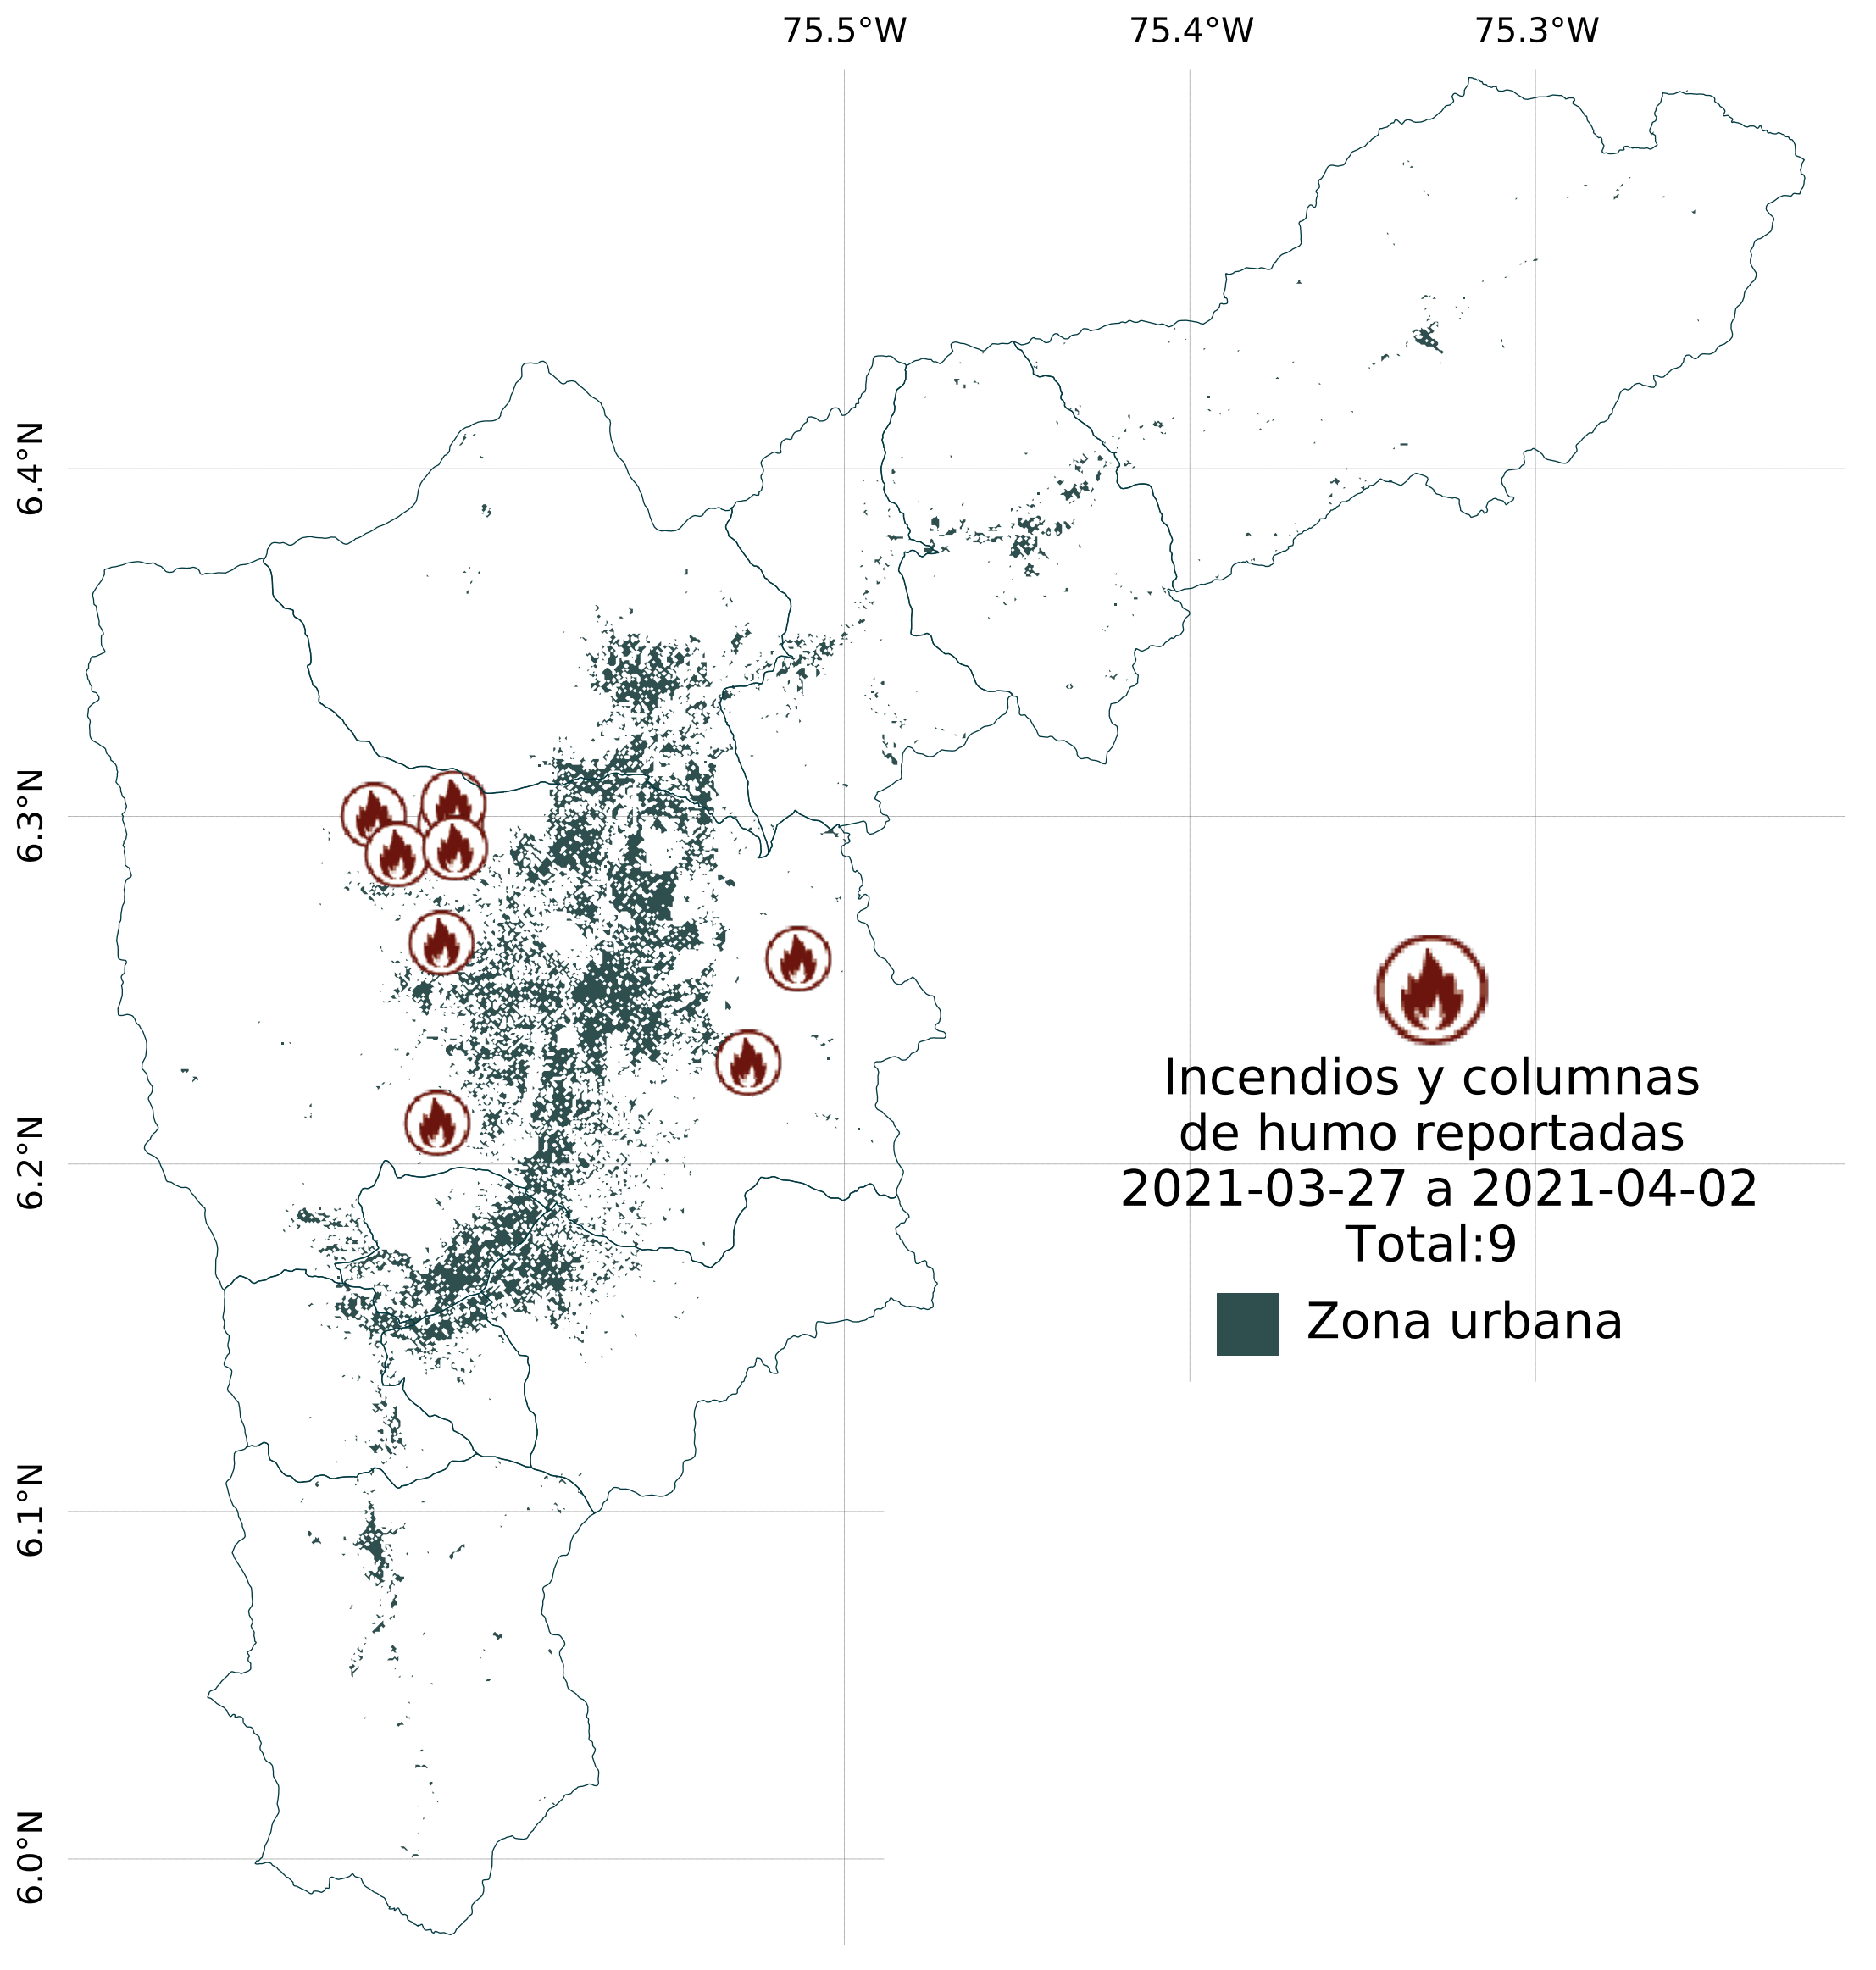 75.5°W 75.4°W 75.3°W
6.4°N
6.3°N
6.2°N
6.1°N
6.0°N
Incendios y columnas
de humo reportadas
2021-03-27 a 2021-04-02
Total:9
Zona urbana